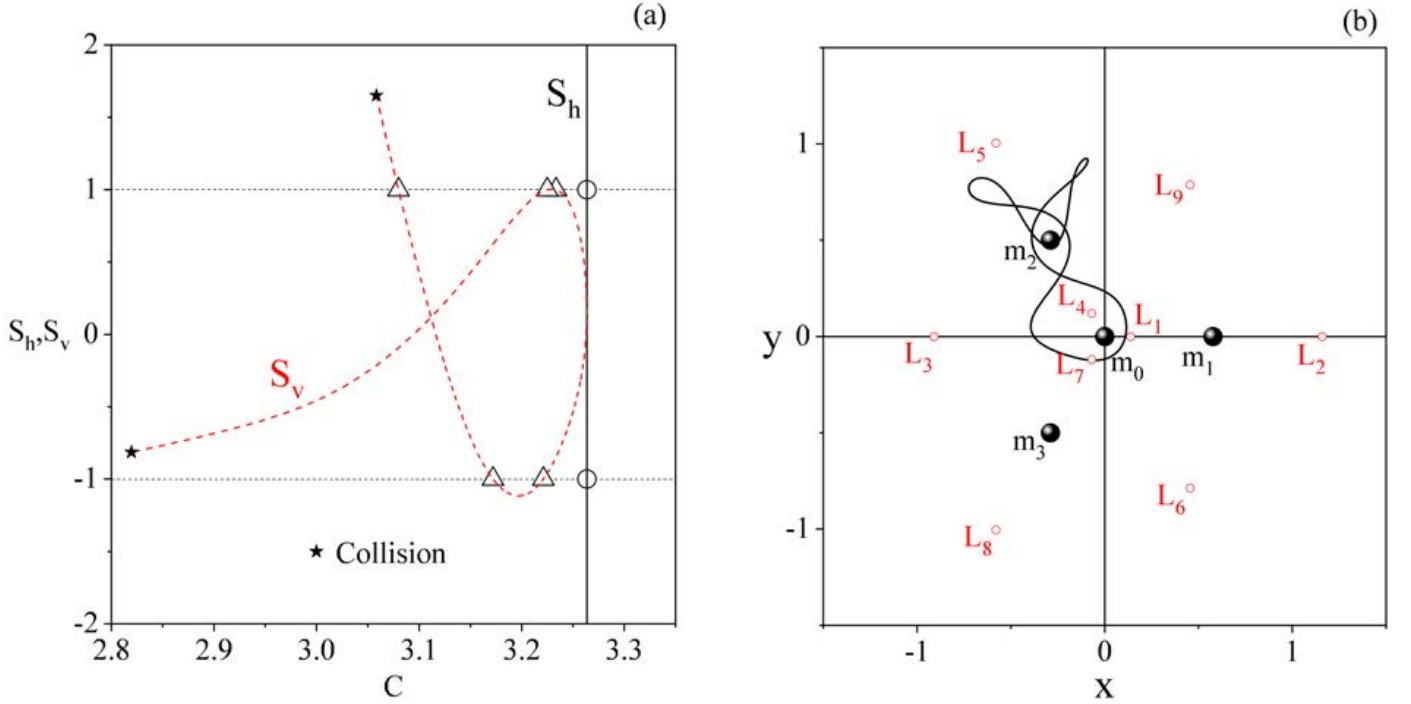 (a)
2
1
0
-1
-2
S_h,S_v
S_h
S_v
★ Collision
2.8 2.9 3.0 3.1 3.2 3.3
C
(b)
1
0
-1
y
L_5
L_9
m_2
L_4
L_1
L_3
L_7
m_0
m_1
L_2
m_3
L_6
L_8
-1 0 1
x